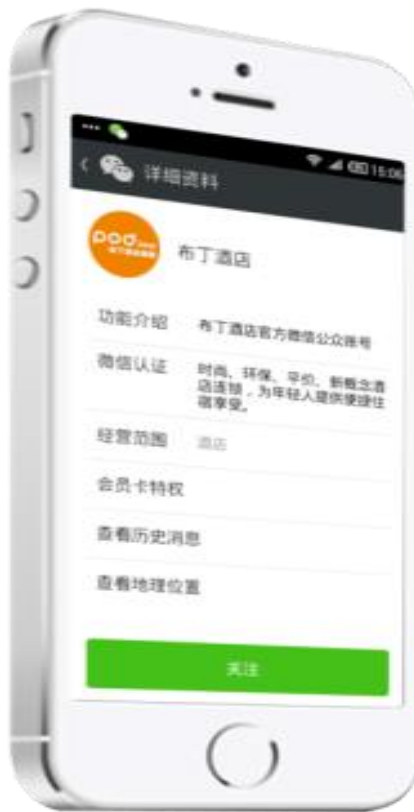 15:06
详细资料
pod
布丁酒店
功能介绍 布丁酒店官方微信公众账号
微信认证 时尚、环保、平价、新概念酒
店连锁，为年轻人提供便捷住
宿享受。
经营范围 酒店
会员卡特权
查看历史消息
查看地理位置
关注